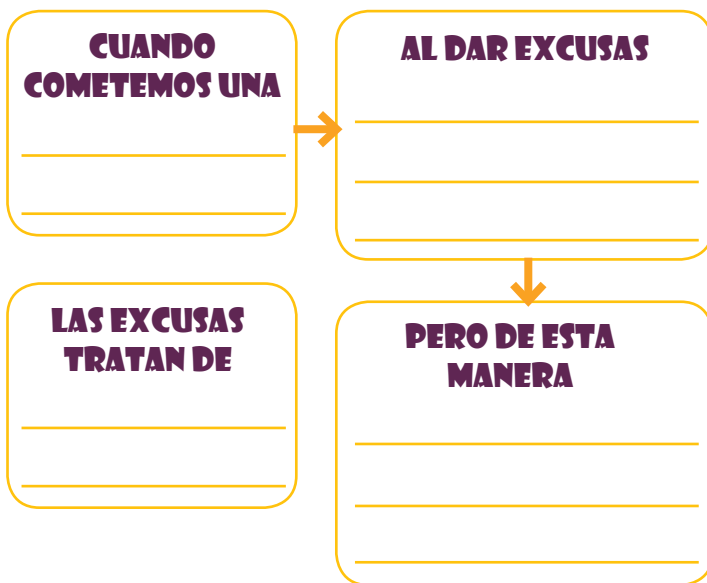 CUANDO
COMETEMOS UNA
AL DAR EXCUSAS
LAS EXCUSAS
TRATAN DE
PERO DE ESTA
MANERA